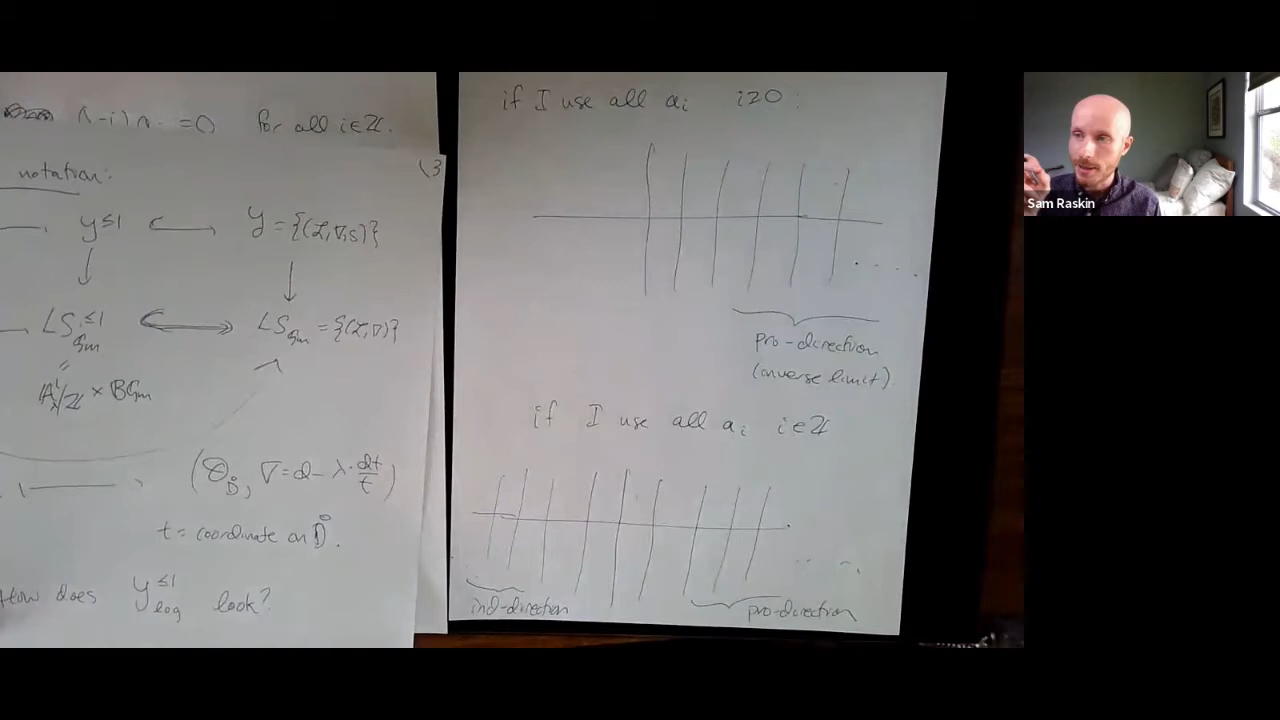 = 0 for all i ∈ ℤ.
notation:
(3
y ≤1 ↪ Y = {(ℒ, ∇, s)}
↓ ↓
LS^{≤1}_{𝔾m} ↪ LS_{𝔾m} = {(ℒ, ∇)}
𝔸¹/ℤ × B𝔾m
(𝒪_{D°}, ∇ = d − λ · dt/t)
t = coordinate on D°.
How does Y^{≤1}_{log} look?
if I use all a_i i ≥ 0 :
pro-direction
(inverse limit)
if I use all a_i i ∈ ℤ
ind-direction
pro-direction
Sam Raskin